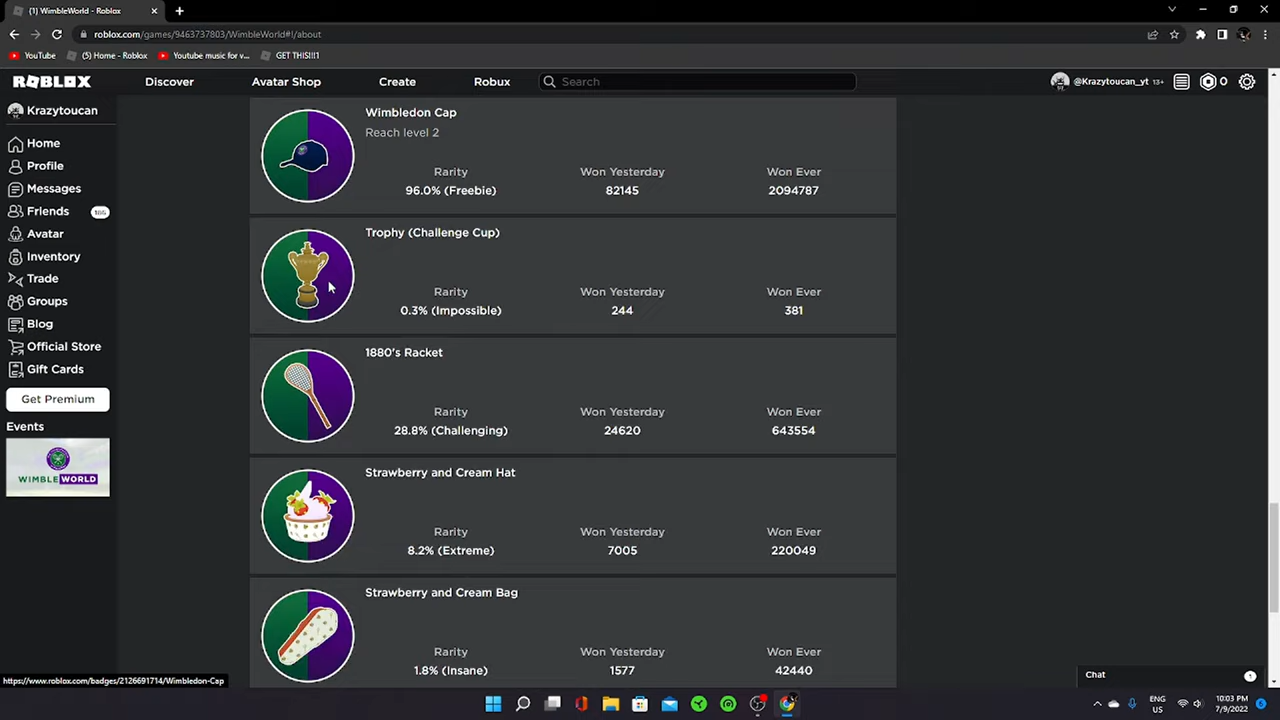 (1) WimbleWorld - Roblox
roblox.com/games/9463737803/WimbleWorld#!/about
YouTube
(5) Home - Roblox
Youtube music for v...
GET THIS!!!1
ROBLOX
Discover
Avatar Shop
Create
Robux
Search
@Krazytoucan_yt 13+
0
Krazytoucan
Home
Profile
Messages
Friends
Avatar
Inventory
Trade
Groups
Blog
Official Store
Gift Cards
Get Premium
Events
WIMBLEWORLD
Wimbledon Cap
Reach level 2
Rarity Won Yesterday Won Ever
96.0% (Freebie) 82145 2094787
Trophy (Challenge Cup)
Rarity Won Yesterday Won Ever
0.3% (Impossible) 244 381
1880's Racket
Rarity Won Yesterday Won Ever
28.8% (Challenging) 24620 643554
Strawberry and Cream Hat
Rarity Won Yesterday Won Ever
8.2% (Extreme) 7005 220049
Strawberry and Cream Bag
Rarity Won Yesterday Won Ever
1.8% (Insane) 1577 42440
Chat
1
https://www.roblox.com/badges/2126691714/Wimbledon-Cap
ENG
US
10:03 PM
7/9/2022